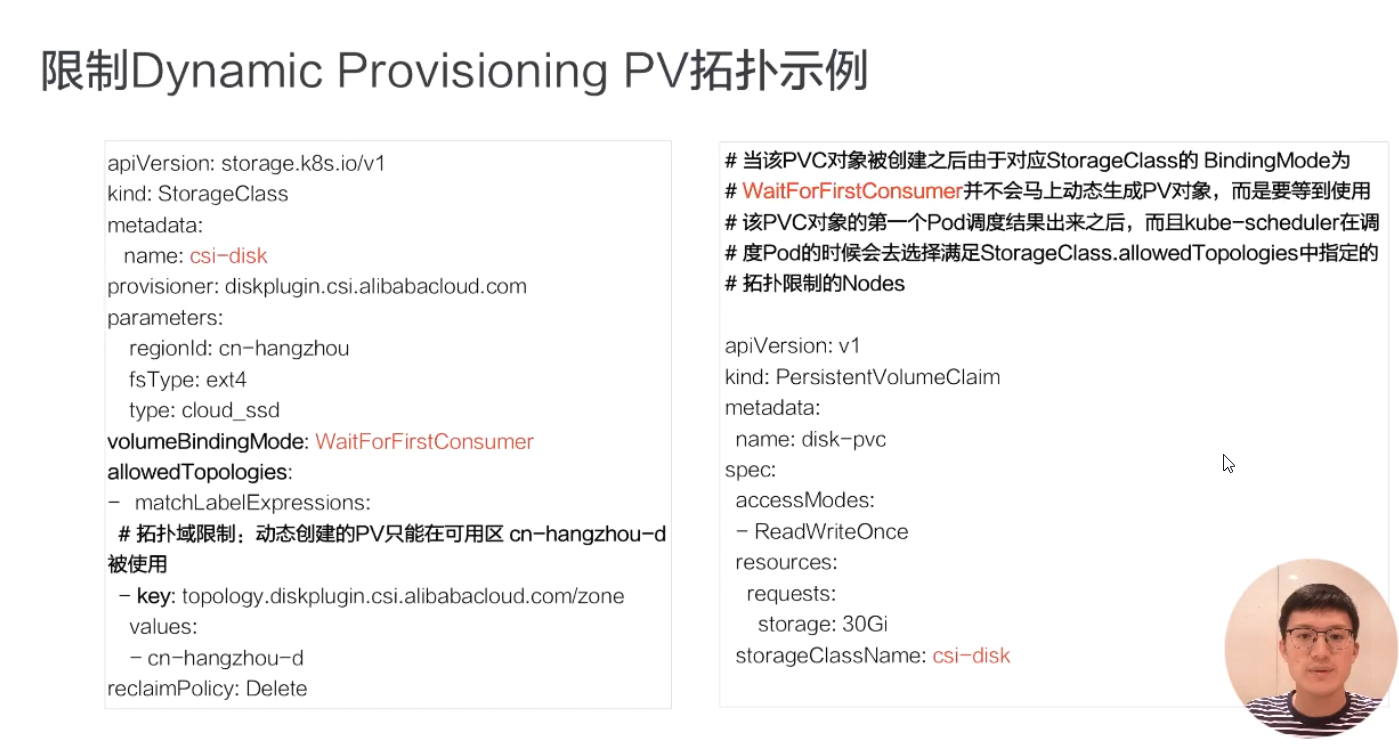 限制Dynamic Provisioning PV拓扑示例
apiVersion: storage.k8s.io/v1
kind: StorageClass
metadata:
name: csi-disk
provisioner: diskplugin.csi.alibabacloud.com
parameters:
regionId: cn-hangzhou
fsType: ext4
type: cloud_ssd
volumeBindingMode: WaitForFirstConsumer
allowedTopologies:
- matchLabelExpressions:
# 拓扑域限制：动态创建的PV只能在可用区 cn-hangzhou-d
被使用
- key: topology.diskplugin.csi.alibabacloud.com/zone
values:
- cn-hangzhou-d
reclaimPolicy: Delete
# 当该PVC对象被创建之后由于对应StorageClass的 BindingMode为
# WaitForFirstConsumer并不会马上动态生成PV对象，而是要等到使用
# 该PVC对象的第一个Pod调度结果出来之后，而且kube-scheduler在调
# 度Pod的时候会去选择满足StorageClass.allowedTopologies中指定的
# 拓扑限制的Nodes
apiVersion: v1
kind: PersistentVolumeClaim
metadata:
name: disk-pvc
spec:
accessModes:
- ReadWriteOnce
resources:
requests:
storage: 30Gi
storageClassName: csi-disk